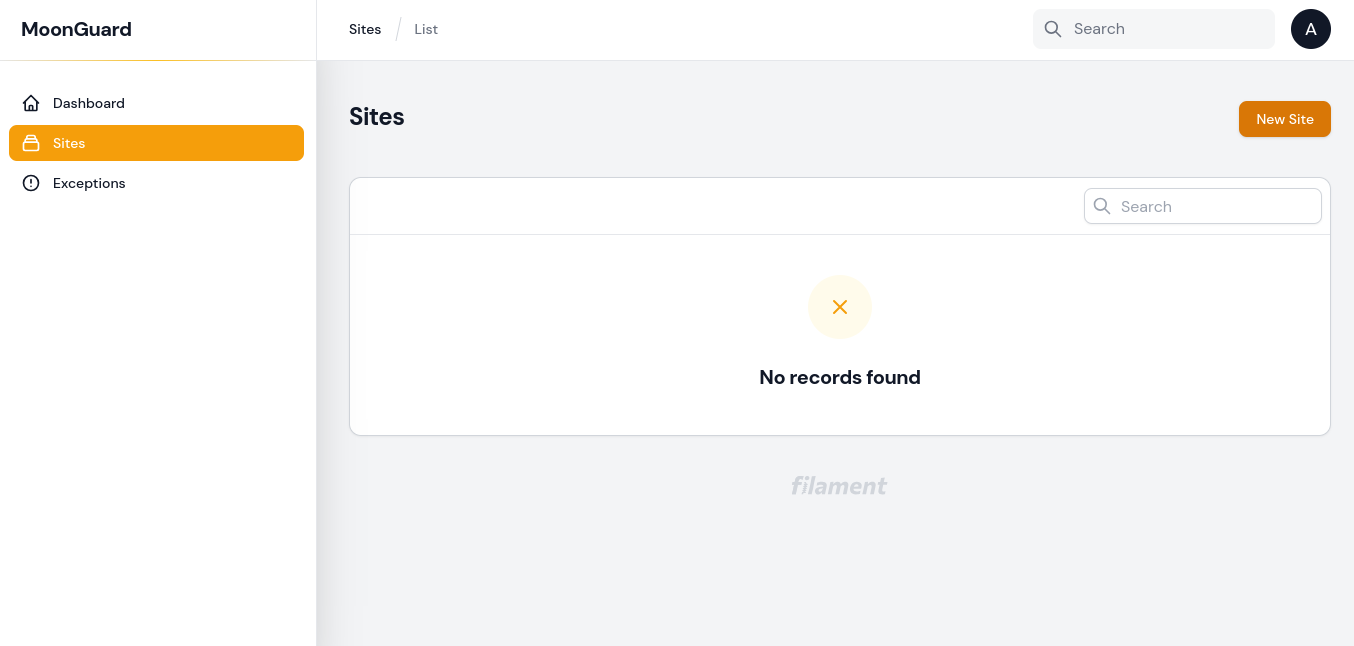 MoonGuard
Sites / List
Search
A
Dashboard
Sites
Exceptions
Sites
New Site
Search
No records found
filament